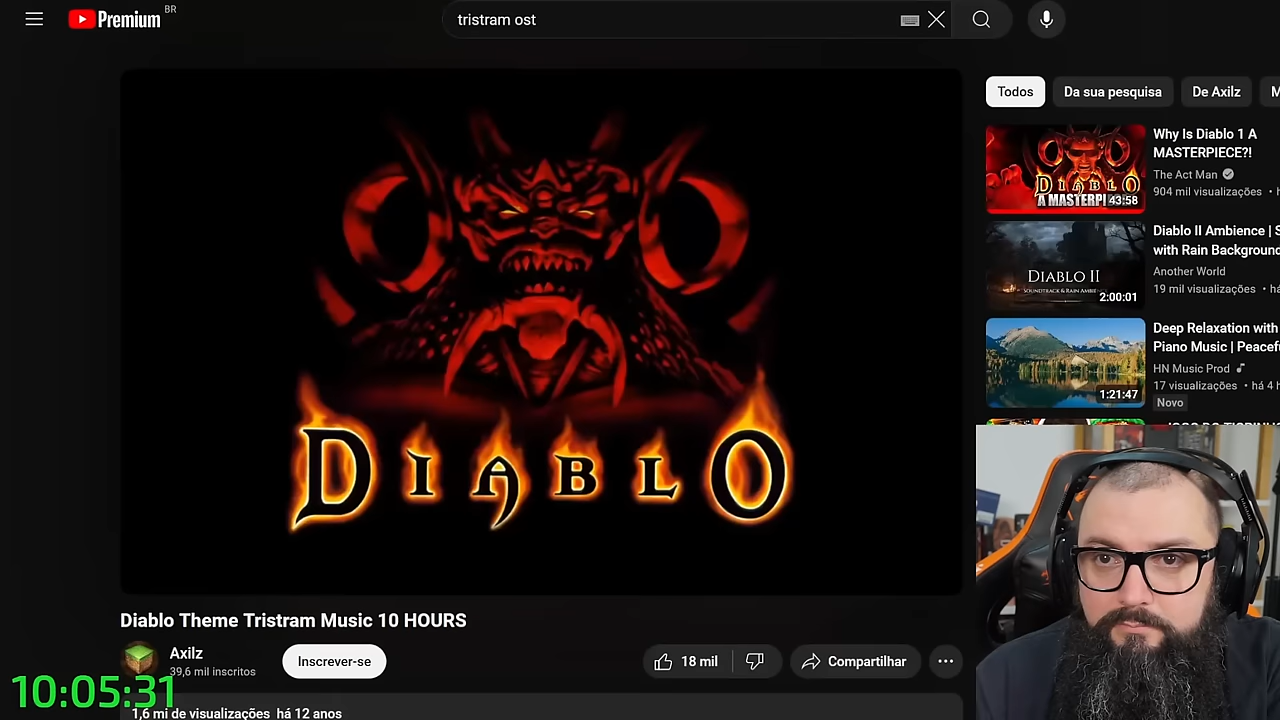 Premium BR
tristram ost
Todos
Da sua pesquisa
De Axilz
DIABLO
Diablo Theme Tristram Music 10 HOURS
Axilz
39,6 mil inscritos
Inscrever-se
18 mil
Compartilhar
10:05:31
1,6 mi de visualizações há 12 anos
DIABLO
43:58
Why Is Diablo 1 A
MASTERPIECE?!
The Act Man
904 mil visualizações •
DIABLO II
2:00:01
Diablo II Ambience |
with Rain Background
Another World
19 mil visualizações • há
1:21:47
Deep Relaxation with
Piano Music |
HN Music Prod
17 visualizações • há 4
Novo